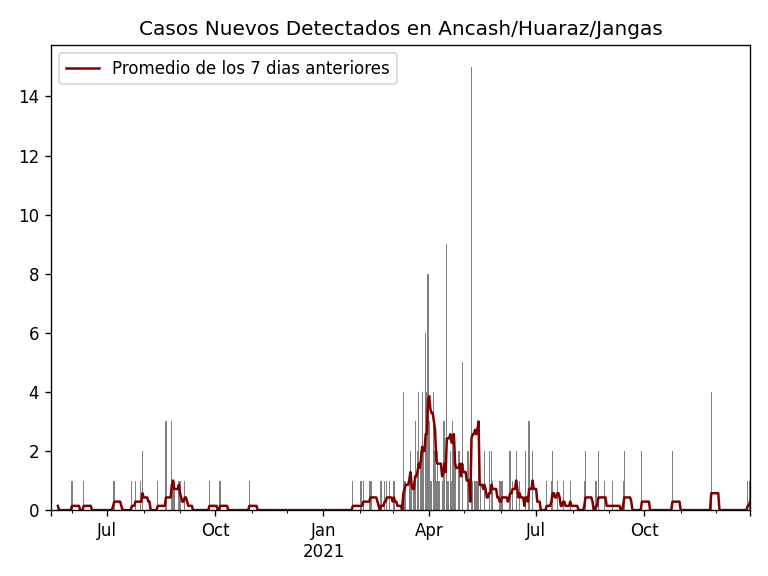 Casos Nuevos Detectados en Ancash/Huaraz/Jangas
Promedio de los 7 dias anteriores
14
12
10
8
6
4
2
0
Jul
Oct
Jan
2021
Apr
Jul
Oct